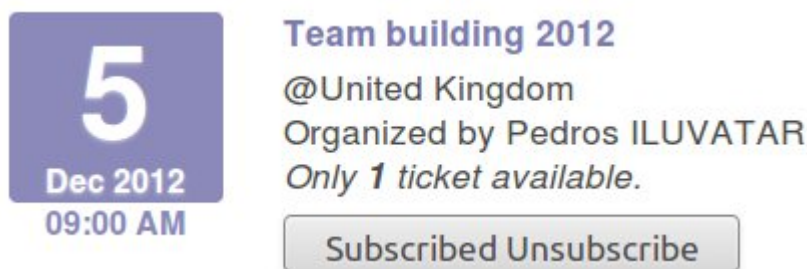 5
Dec 2012
09:00 AM
Team building 2012
@United Kingdom
Organized by Pedros ILUVATAR
Only 1 ticket available.
Subscribed Unsubscribe